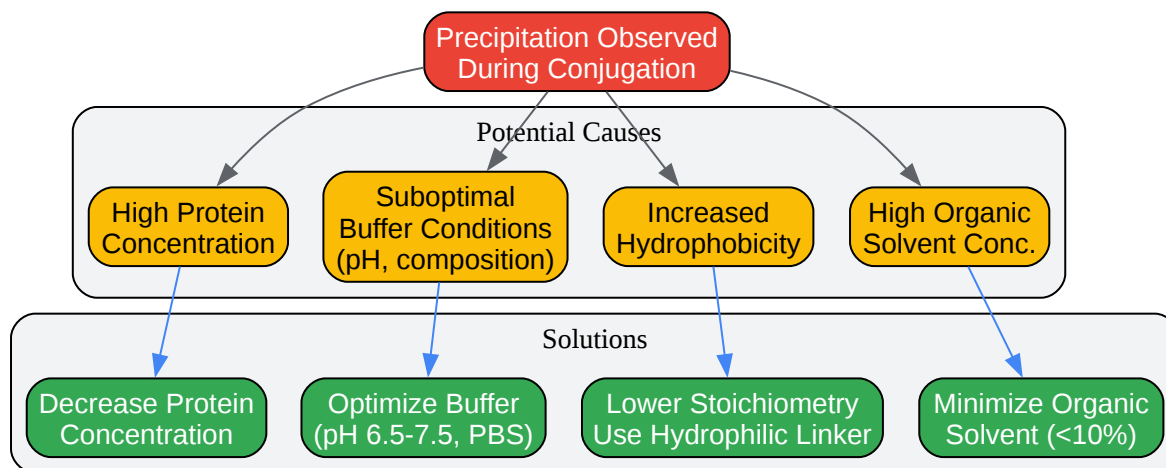 Precipitation Observed
During Conjugation
Potential Causes
High Protein
Concentration
Suboptimal
Buffer Conditions
(pH, composition)
Increased
Hydrophobicity
High Organic
Solvent Conc.
Solutions
Decrease Protein
Concentration
Optimize Buffer
(pH 6.5-7.5, PBS)
Lower Stoichiometry
Use Hydrophilic Linker
Minimize Organic
Solvent (<10%)